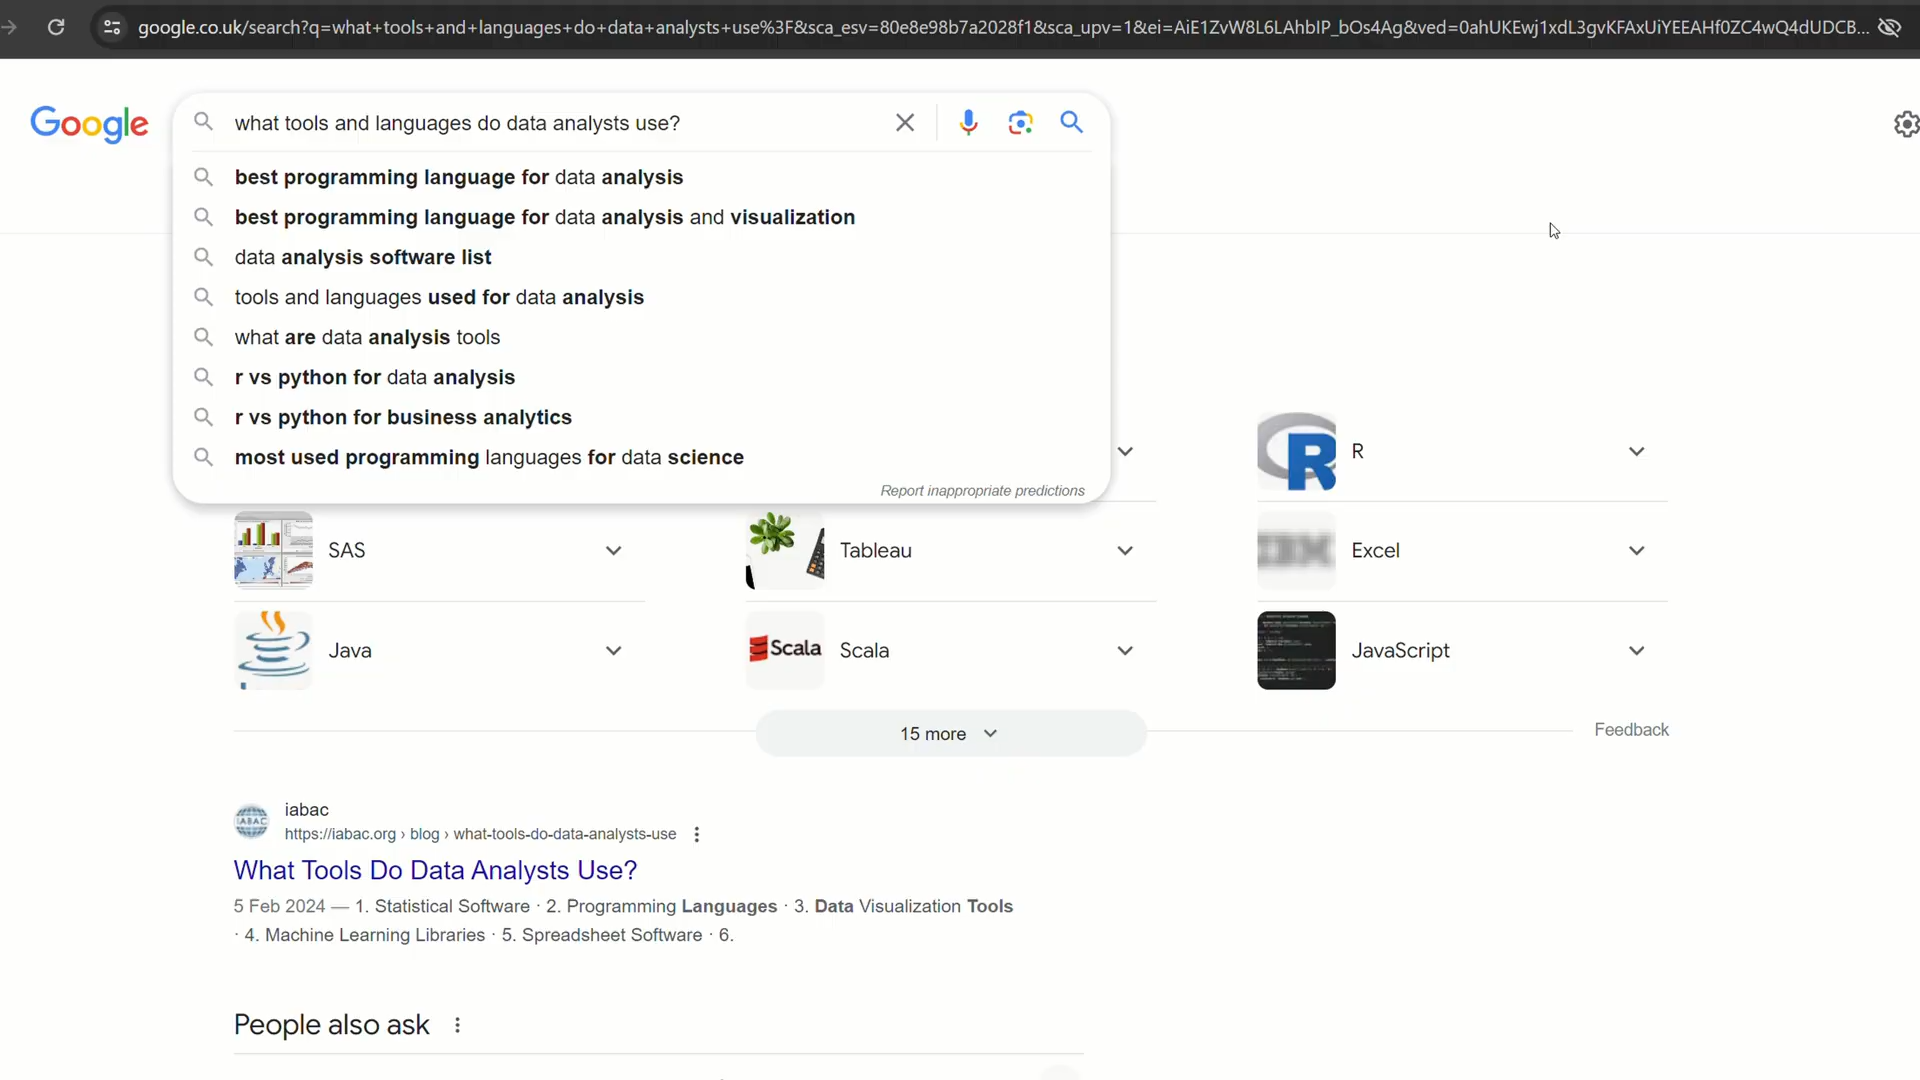 google.co.uk/search?q=what+tools+and+languages+do+data+analysts+use%3F&sca_esv=80e8e98b7a2028f1&sca_upv=1&ei=AiE1ZvW8L6LAhbIP_bOs4Ag&ved=0ahUKEwj1xdL3gvKFAxUiYEEAHf0ZC4wQ4dUDCB...
Google
what tools and languages do data analysts use?
best programming language for data analysis
best programming language for data analysis and visualization
data analysis software list
tools and languages used for data analysis
what are data analysis tools
r vs python for data analysis
r vs python for business analytics
most used programming languages for data science
Report inappropriate predictions
R
SAS
Tableau
Excel
Java
Scala
Scala
JavaScript
15 more
Feedback
iabac
https://iabac.org › blog › what-tools-do-data-analysts-use
What Tools Do Data Analysts Use?
5 Feb 2024 — 1. Statistical Software · 2. Programming Languages · 3. Data Visualization Tools
· 4. Machine Learning Libraries · 5. Spreadsheet Software · 6.
People also ask